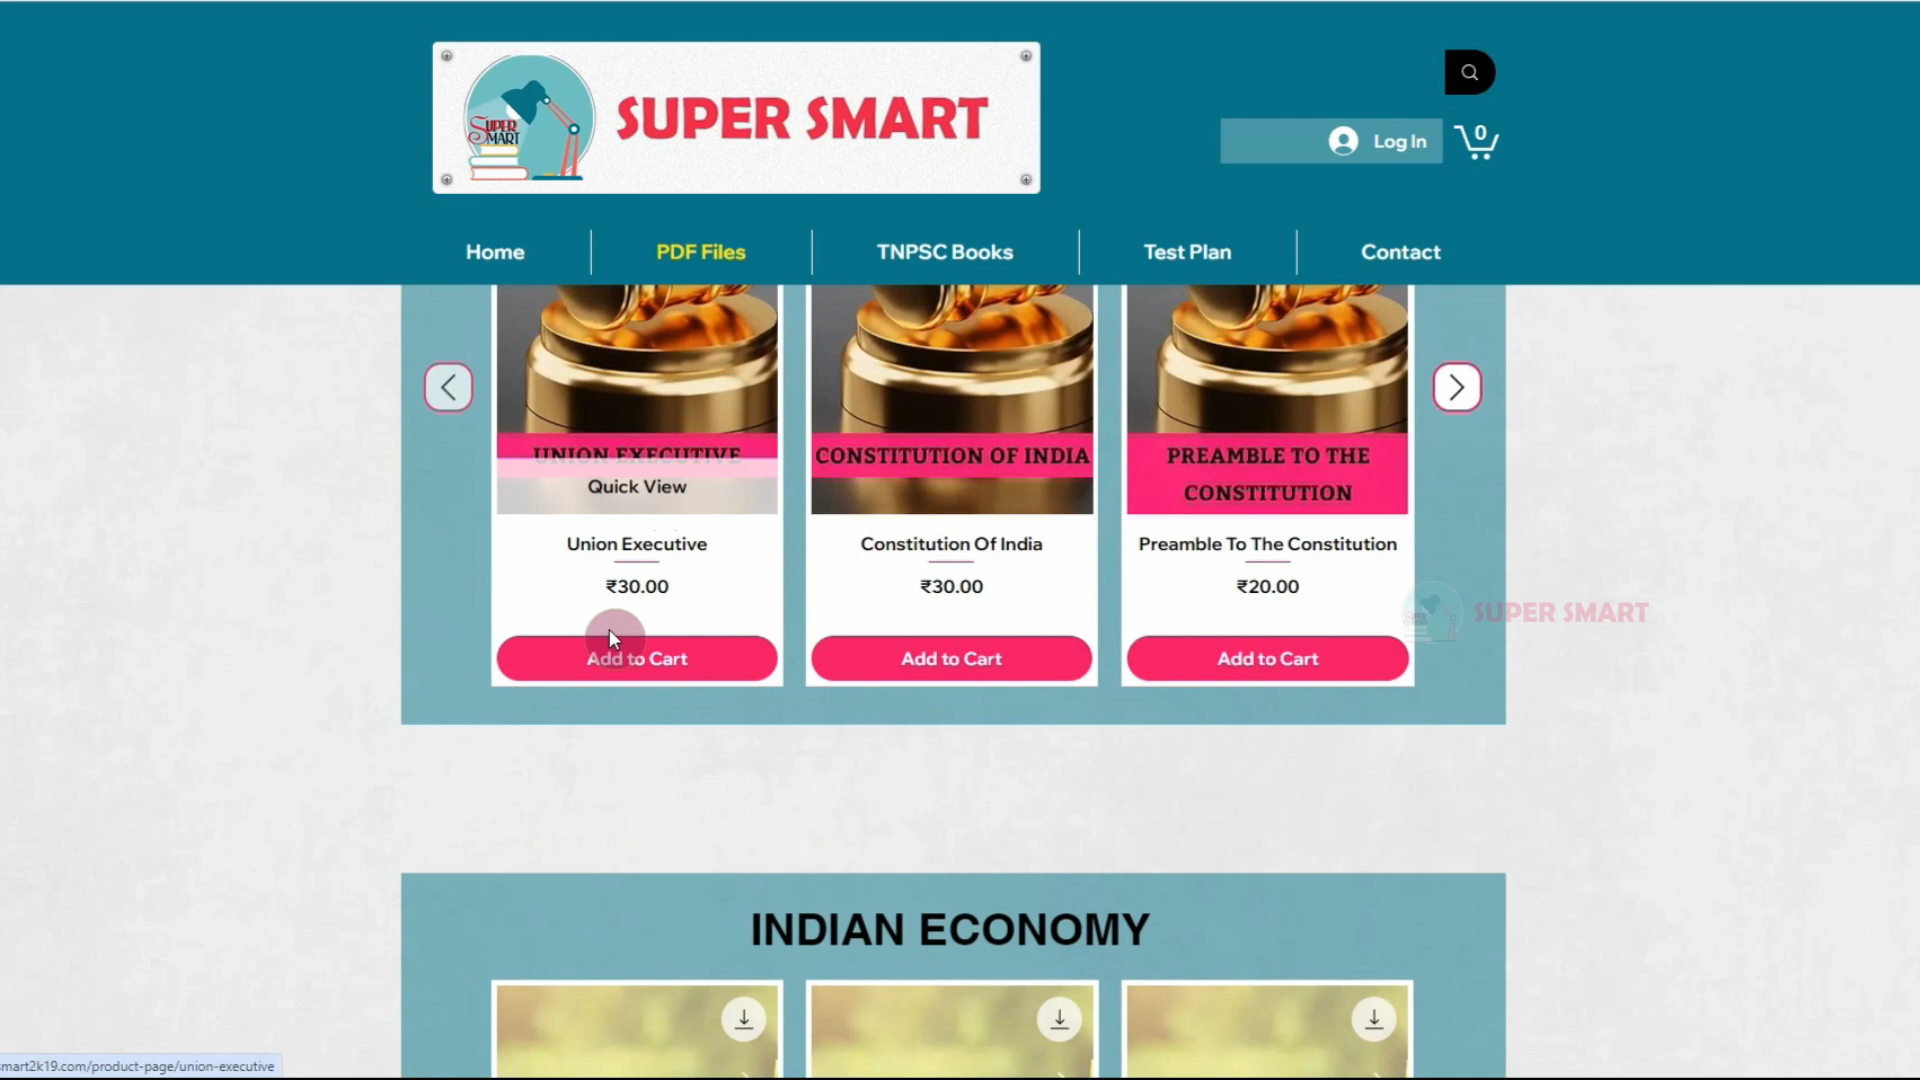 SUPER
SMART
SUPER SMART
Log In
0
Home
PDF Files
TNPSC Books
Test Plan
Contact
UNION EXECUTIVE
Quick View
CONSTITUTION OF INDIA
PREAMBLE TO THE
CONSTITUTION
Union Executive
₹30.00
Add to Cart
Constitution Of India
₹30.00
Add to Cart
Preamble To The Constitution
₹20.00
Add to Cart
SUPER SMART
INDIAN ECONOMY
smart2k19.com/product-page/union-executive